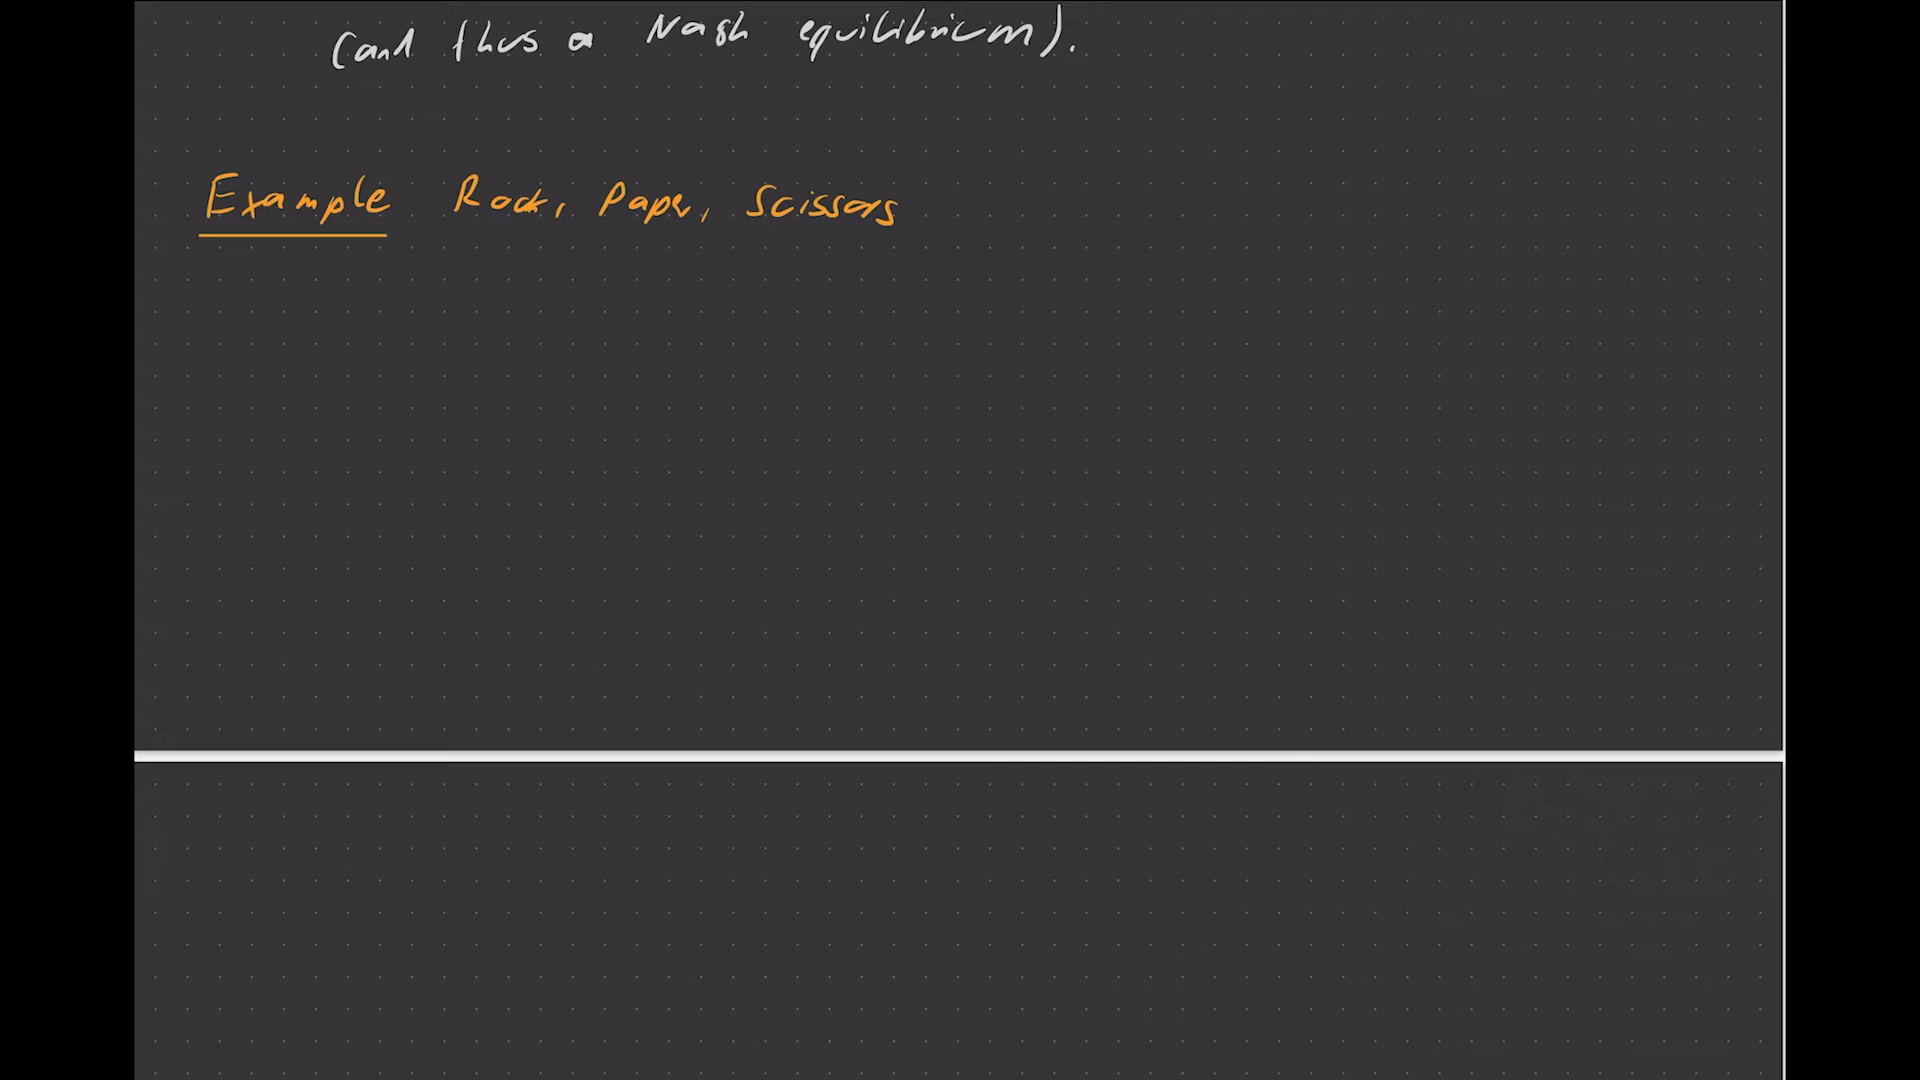 (and thus a Nash equilibrium).
Example Rock, Paper, Scissors